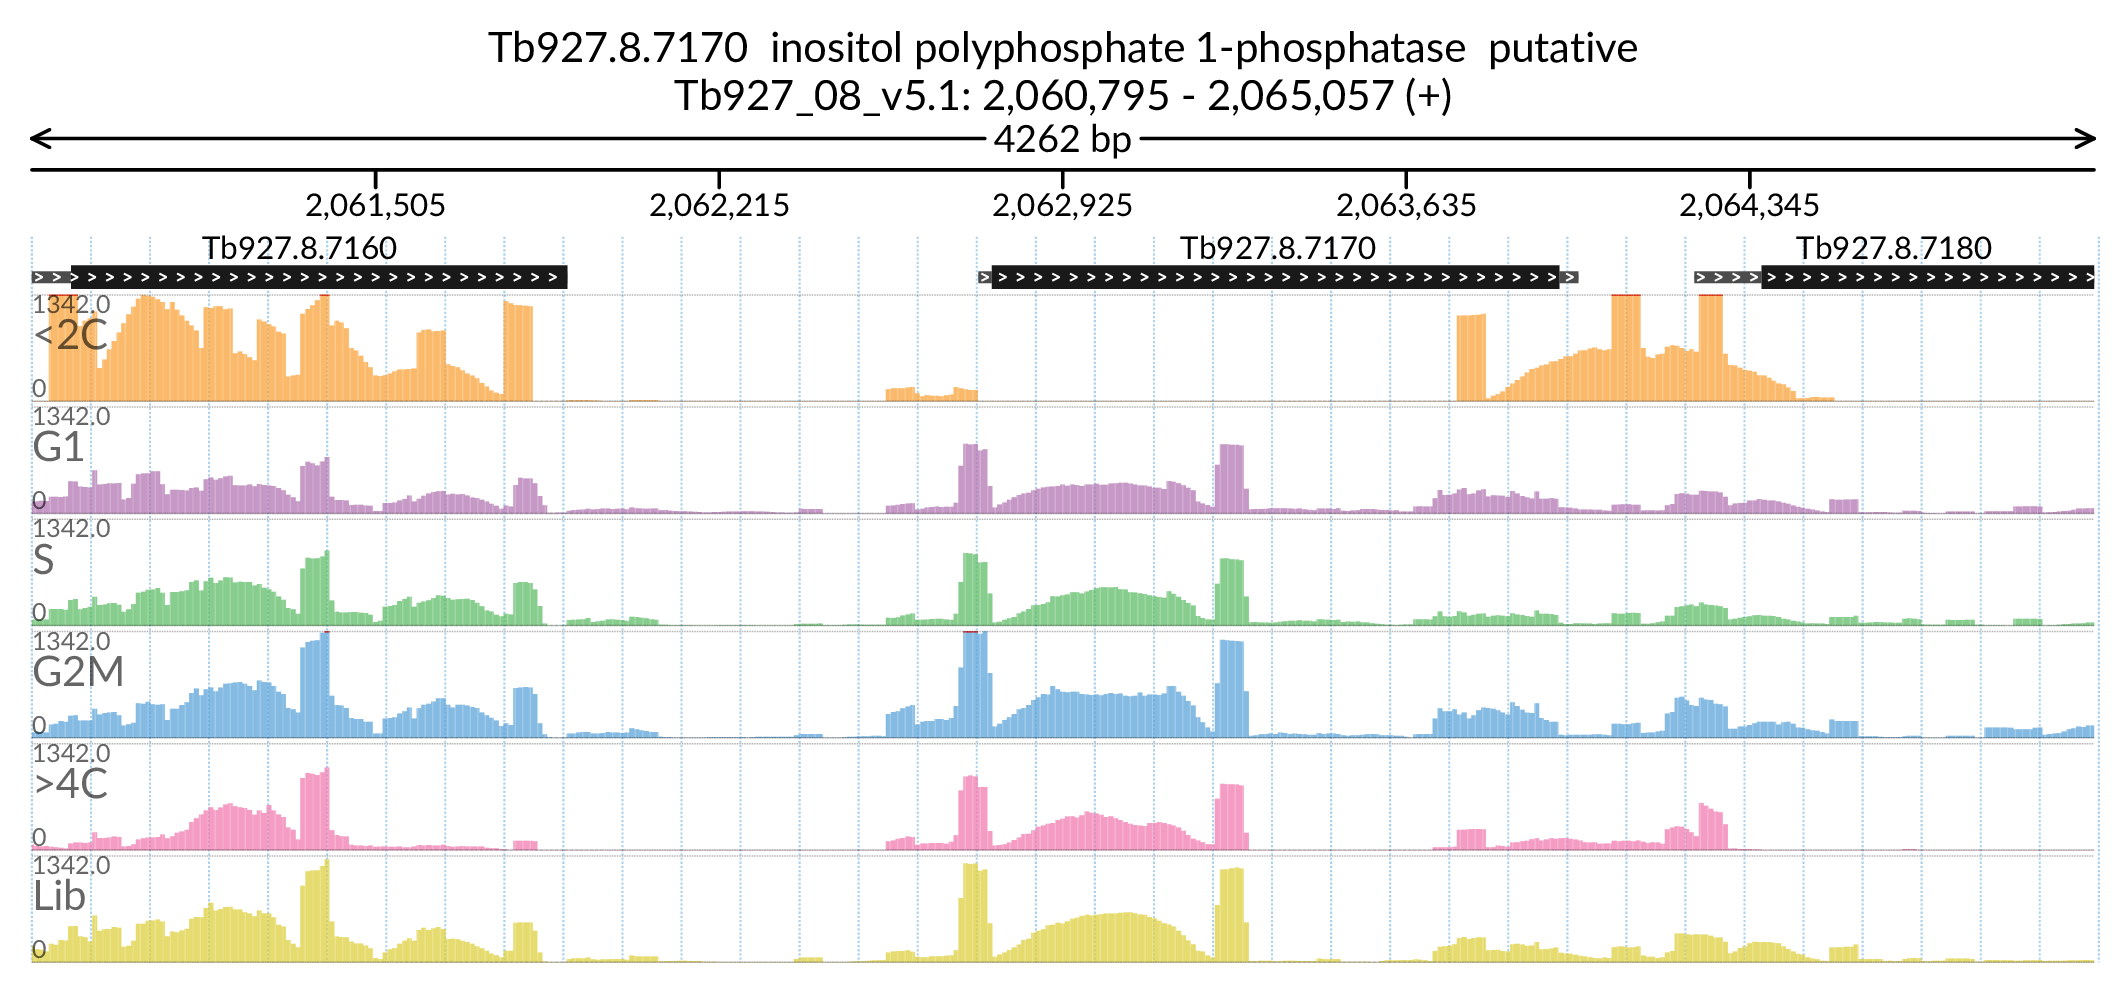 Tb927.8.7170  inositol polyphosphate 1-phosphatase  putative
Tb927_08_v5.1: 2,060,795 - 2,065,057 (+)
4262 bp
2,061,505 2,062,215 2,062,925 2,063,635 2,064,345
Tb927.8.7160 Tb927.8.7170 Tb927.8.7180
1342.0
<2C
0
1342.0
G1
0
1342.0
S
0
1342.0
G2M
0
1342.0
>4C
0
1342.0
Lib
0